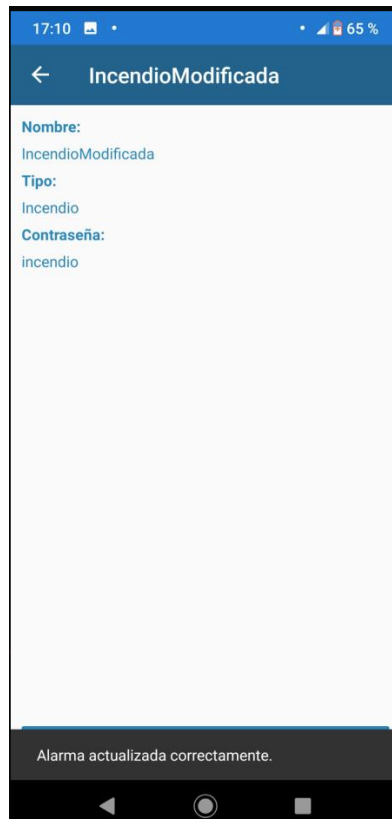 17:10 65 %
IncendioModificada
Nombre:
IncendioModificada
Tipo:
Incendio
Contraseña:
incendio
Alarma actualizada correctamente.